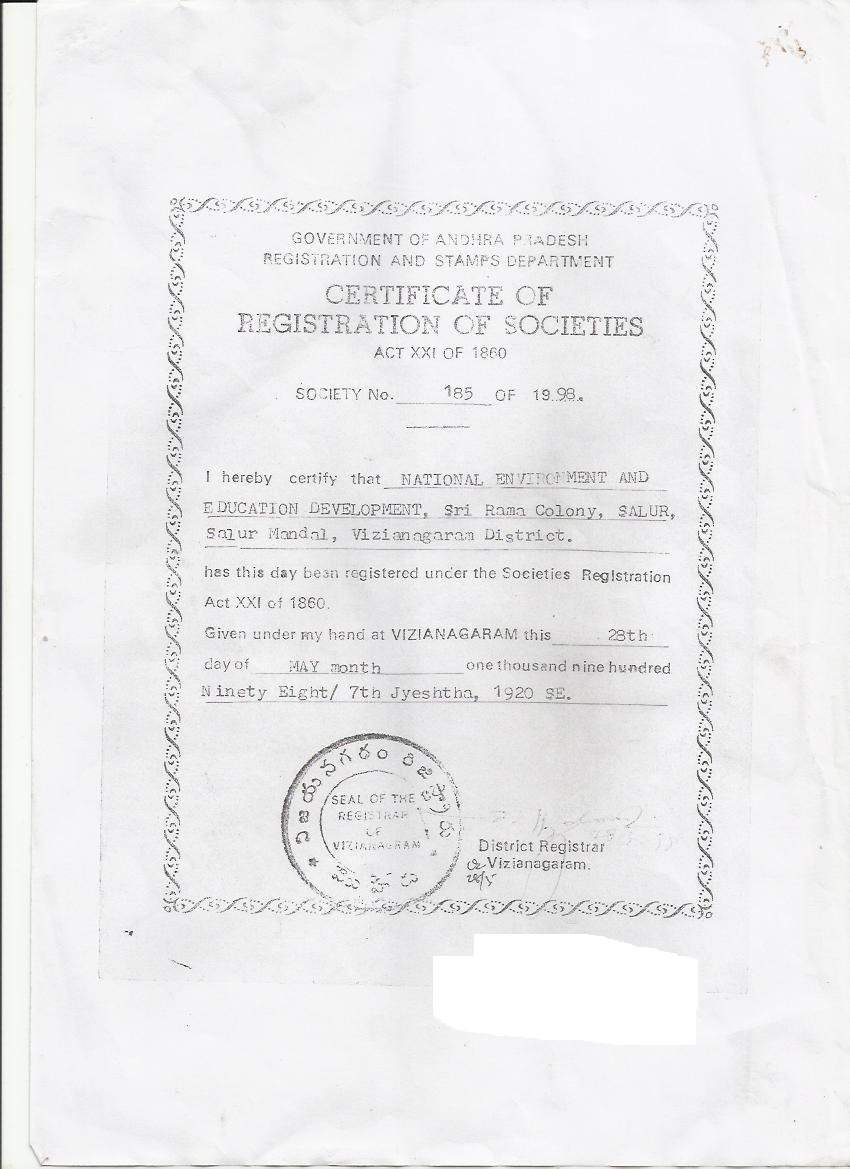 GOVERNMENT OF ANDHRA PRADESH
REGISTRATION AND STAMPS DEPARTMENT
CERTIFICATE OF
REGISTRATION OF SOCIETIES
ACT XXI OF 1860
SOCIETY No. 185 OF 19.98.
I hereby certify that NATIONAL ENVIRONMENT AND
EDUCATION DEVELOPMENT, Sri Rama Colony, SALUR,
Salur Mandal, Vizianagaram District.
has this day been registered under the Societies Registration
Act XXI of 1860.
Given under my hand at VIZIANAGARAM this 28th
day of MAY month one thousand nine hundred
Ninety Eight/ 7th Jyeshtha, 1920 SE.
SEAL OF THE
REGISTRAR
OF
VIZIANAGARAM
District Registrar
Vizianagaram.